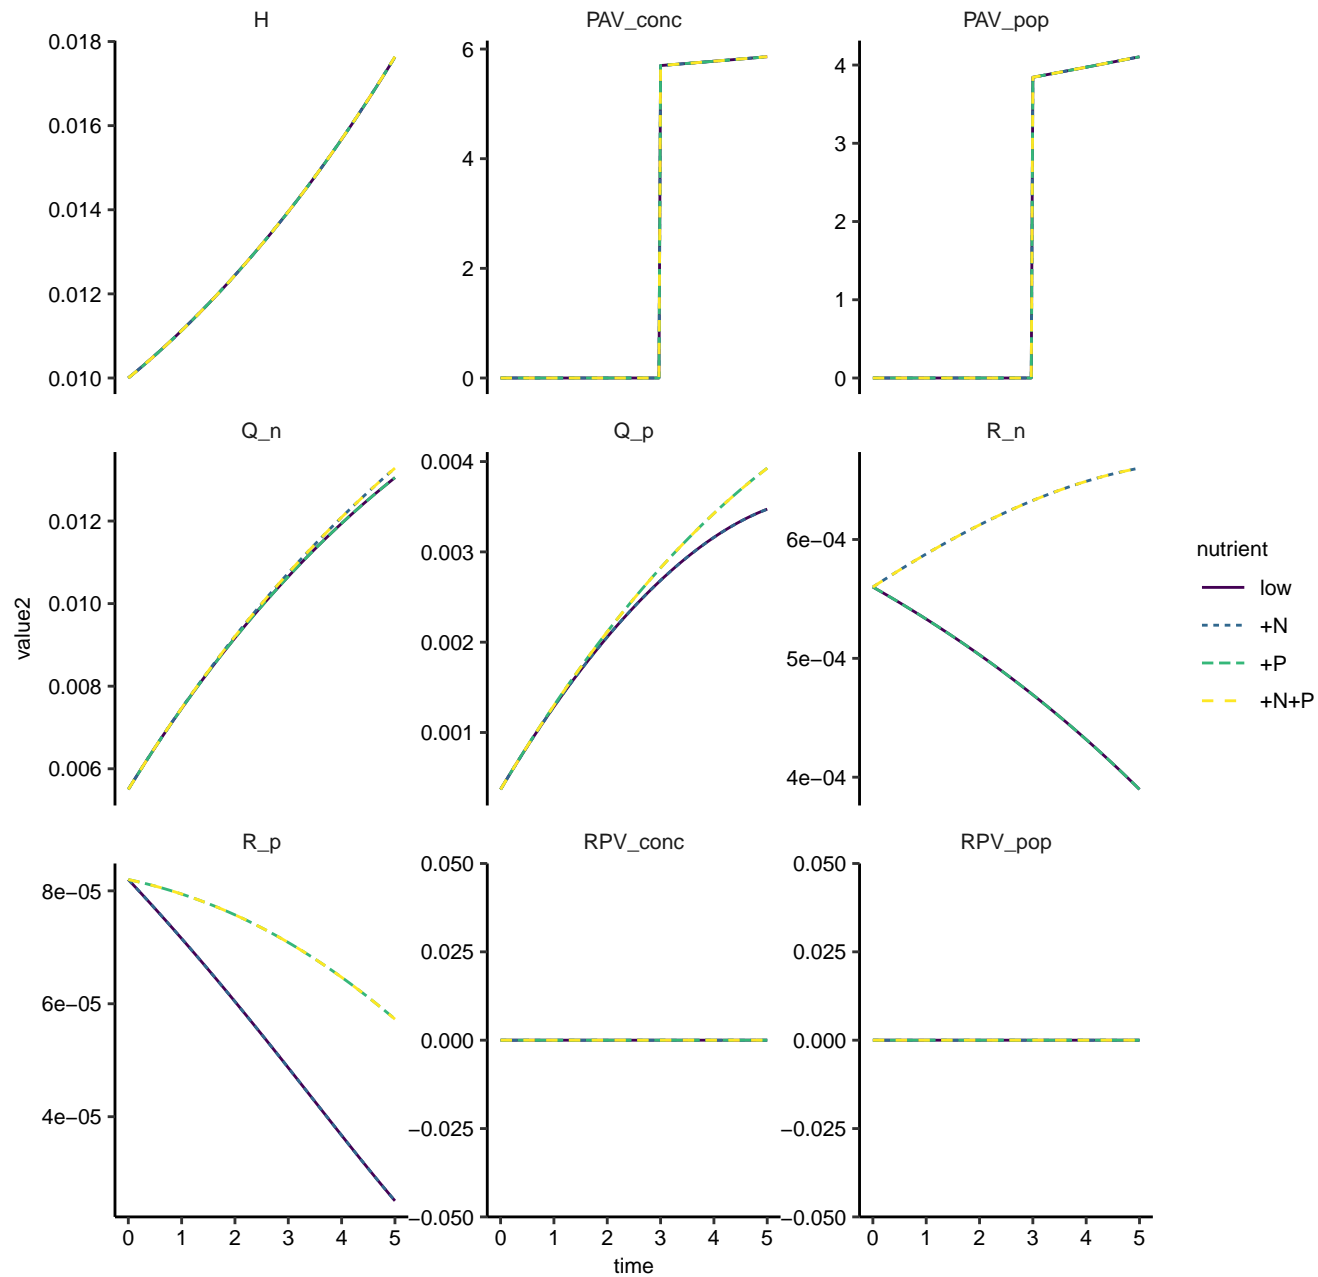 H
PAV_conc
PAV_pop
0.018
0.016
0.014
0.012
0.010
6
4
2
0
4
3
2
1
0
Q_n
Q_p
R_n
0.012
0.010
0.008
0.006
0.004
0.003
0.002
0.001
6e−04
5e−04
4e−04
R_p
RPV_conc
RPV_pop
8e−05
6e−05
4e−05
0.050
0.025
0.000
−0.025
−0.050
0.050
0.025
0.000
−0.025
−0.050
0 1 2 3 4 5
0 1 2 3 4 5
0 1 2 3 4 5
time
value2
nutrient
low
+N
+P
+N+P